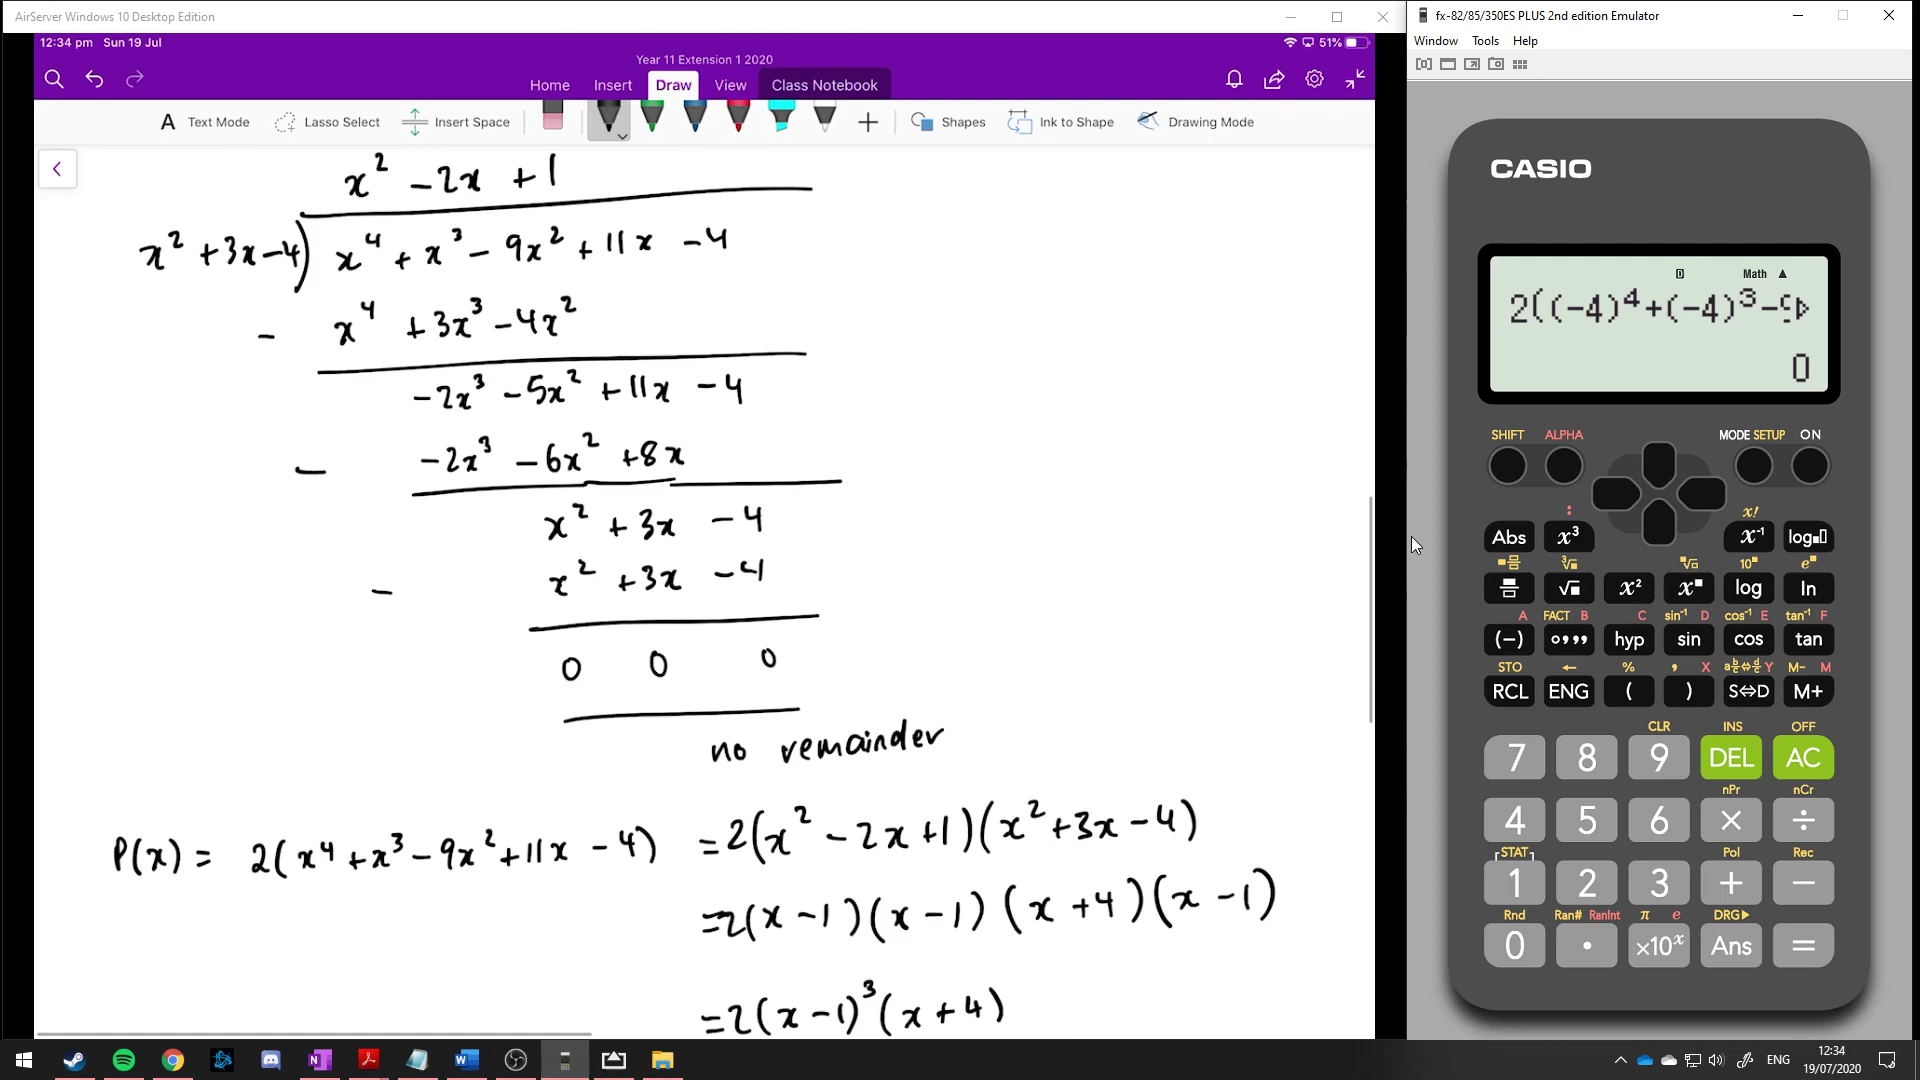 AirServer Windows 10 Desktop Edition
12:34 pm Sun 19 Jul
51%
Year 11 Extension 1 2020
Home Insert Draw View Class Notebook
A Text Mode Lasso Select Insert Space Shapes Ink to Shape Drawing Mode
x² - 2x + 1
x² + 3x - 4 ) x⁴ + x³ - 9x² + 11x - 4
- x⁴ + 3x³ - 4x²
-2x³ - 5x² + 11x - 4
- -2x³ - 6x² + 8x
x² + 3x - 4
- x² + 3x - 4
0 0 0
no remainder
P(x) = 2(x⁴ + x³ - 9x² + 11x - 4) = 2(x² - 2x + 1)(x² + 3x - 4)
= 2(x - 1)(x - 1)(x + 4)(x - 1)
= 2(x - 1)³(x + 4)
fx-82/85/350ES PLUS 2nd edition Emulator
Window Tools Help
CASIO
D Math ▲
2((-4)⁴+(-4)³-9
0
SHIFT ALPHA MODE SETUP ON
: x!
Abs x³ x⁻¹ log▪▯
■▯/▯ ³√■ ■√▯ 10■ e■
▪/▯ √■ x² x■ log ln
A FACT B C sin⁻¹ D cos⁻¹ E tan⁻¹ F
(−) °,,, hyp sin cos tan
STO ← % , X a b/c⇔d/c Y M- M
RCL ENG ( ) S⇔D M+
CLR INS OFF
7 8 9 DEL AC
nPr nCr
4 5 6 × ÷
STAT Pol Rec
1 2 3 + −
Rnd Ran# RanInt π e DRG▶
0 . ×10ˣ Ans =
ENG
12:34
19/07/2020